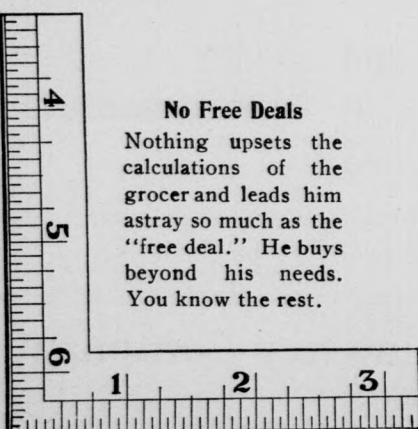 No Free Deals
Nothing upsets the
calculations of the
grocer and leads him
astray so much as the
"free deal." He buys
beyond his needs.
You know the rest.
4
5
6
1 2 3